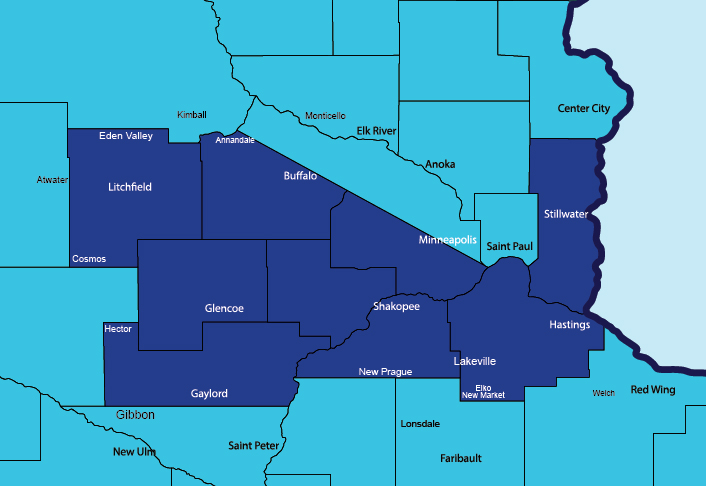 Center City
Kimball
Monticello
Elk River
Eden Valley
Annandale
Anoka
Buffalo
Atwater
Litchfield
Stillwater
Minneapolis
Saint Paul
Cosmos
Glencoe
Shakopee
Hector
Hastings
Lakeville
New Prague
Elko
New Market
Gaylord
Welch
Red Wing
Gibbon
Lonsdale
Saint Peter
New Ulm
Faribault